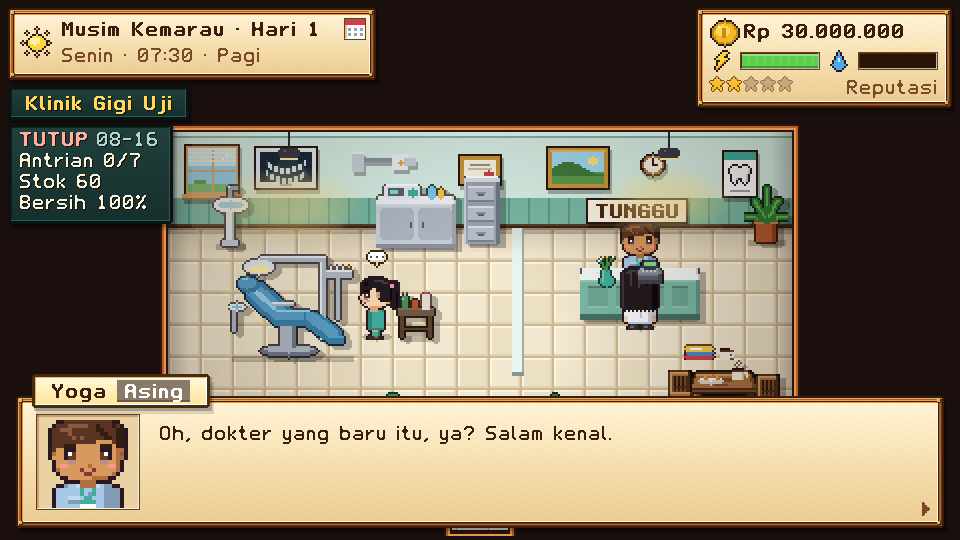 Musim Kemarau · Hari 1
Senin · 07:30 · Pagi
Rp 30.000.000
Reputasi
Klinik Gigi Uji
TUTUP 08-16
Antrian 0/7
Stok 60
Bersih 100%
TUNGGU
Yoga Asing
Oh, dokter yang baru itu, ya? Salam kenal.